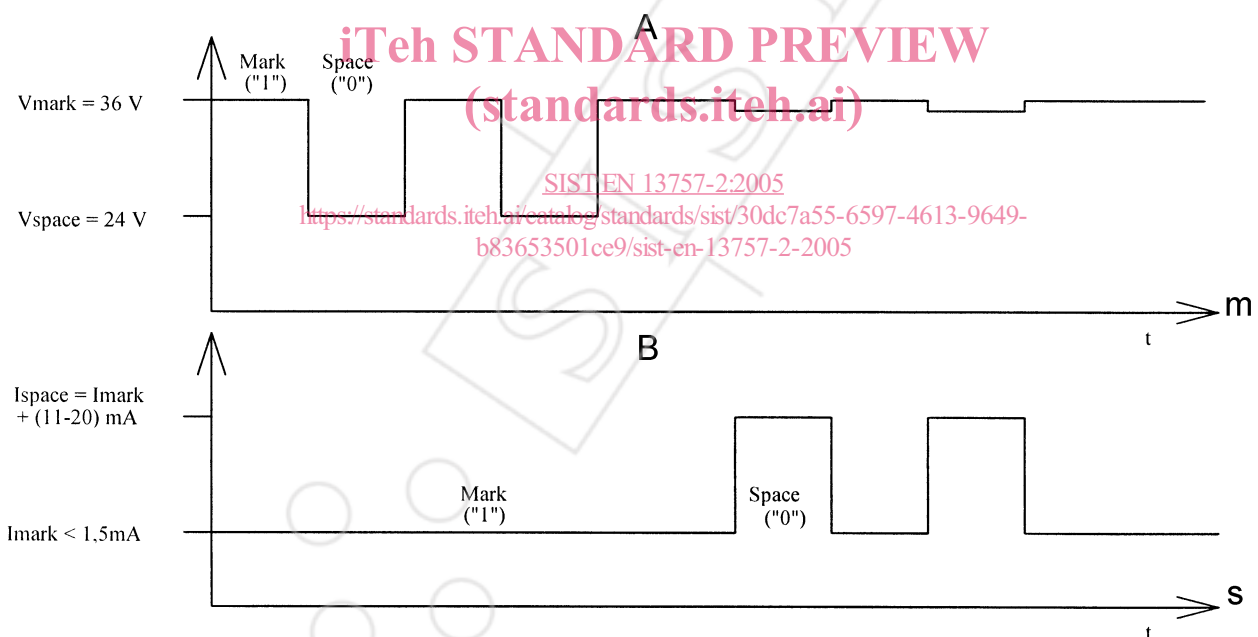 A
iTeh STANDARD PREVIEW
(standards.iteh.ai)
Mark
("1")
Space
("0")
Vmark = 36 V
SIST EN 13757-2:2005
Vspace = 24 V
https://standards.iteh.ai/catalog/standards/sist/30dc7a55-6597-4613-9649-
b83653501ce9/sist-en-13757-2-2005
m
t
B
Ispace = Imark
+ (11-20) mA
Mark
("1")
Space
("0")
Imark < 1,5mA
s
t